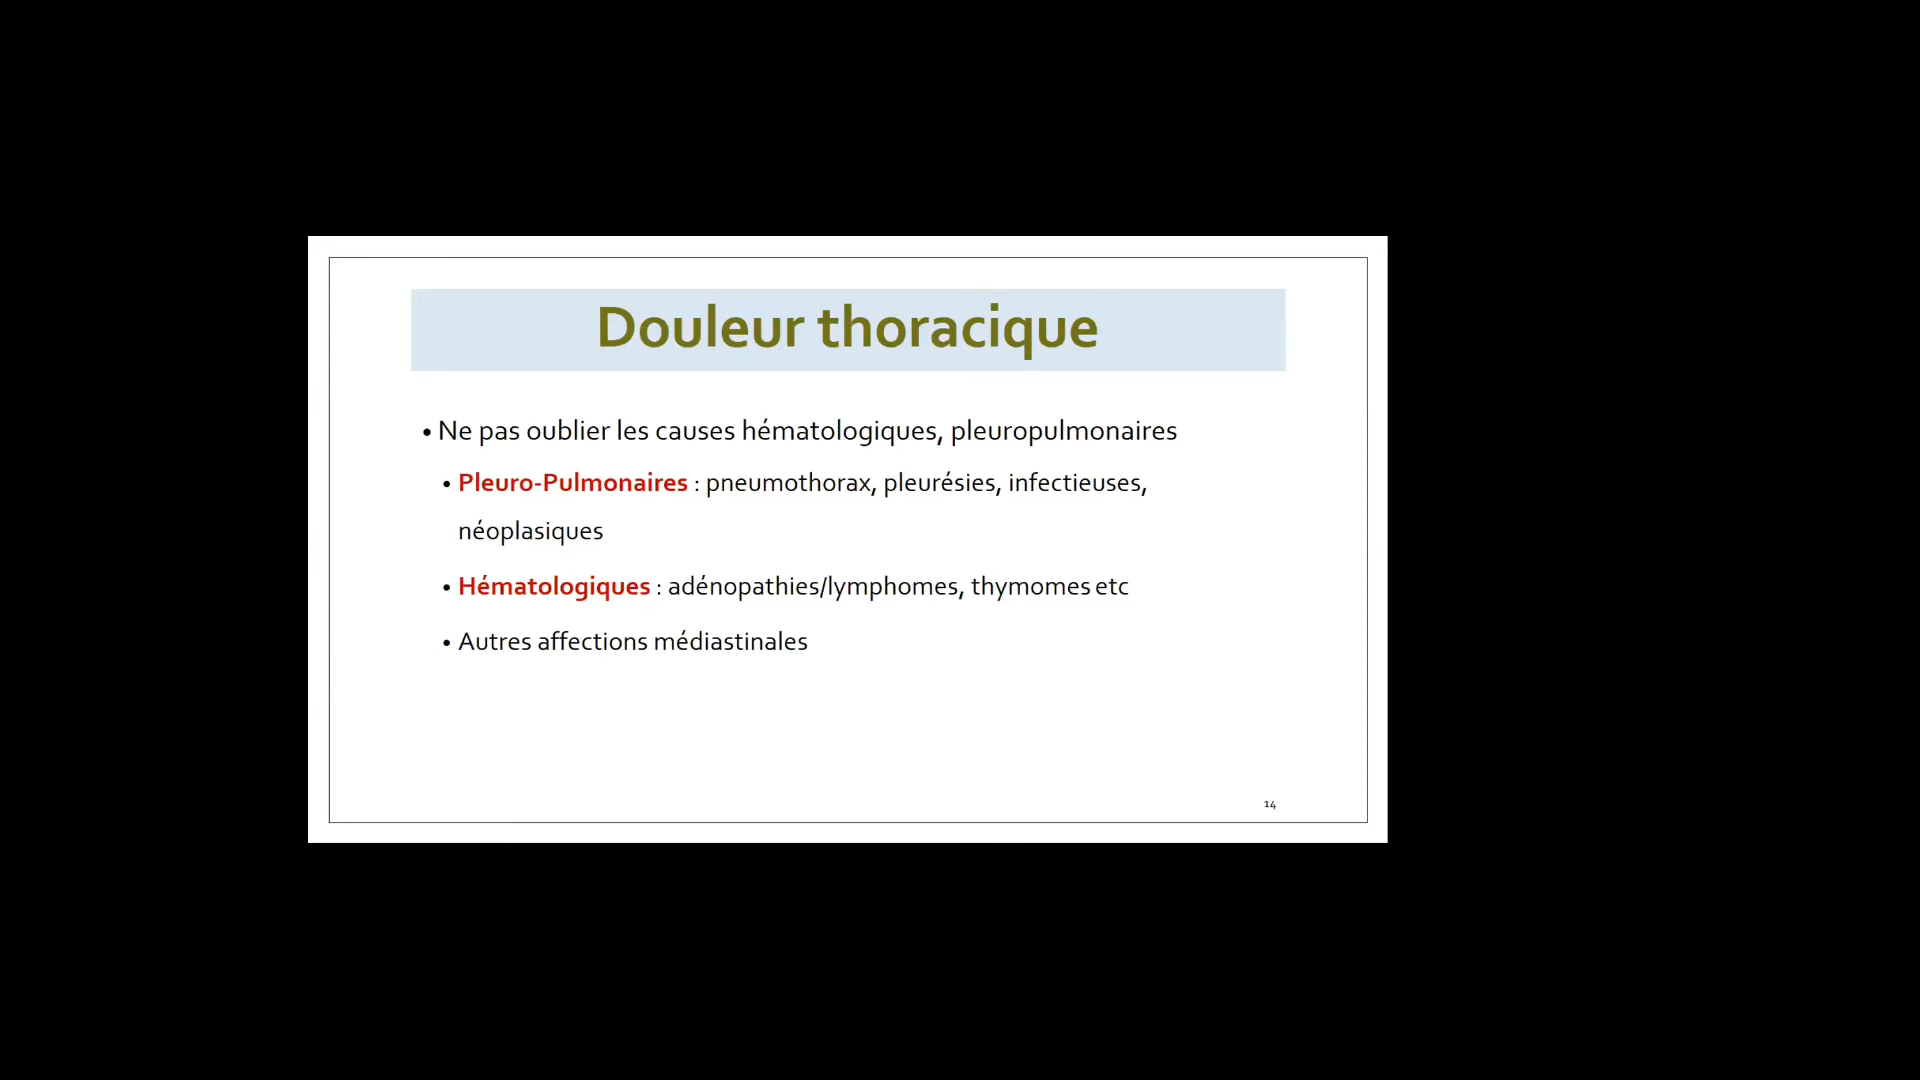 Douleur thoracique
• Ne pas oublier les causes hématologiques, pleuropulmonaires
• Pleuro-Pulmonaires : pneumothorax, pleurésies, infectieuses,
néoplasiques
• Hématologiques : adénopathies/lymphomes, thymomes etc
• Autres affections médiastinales
14